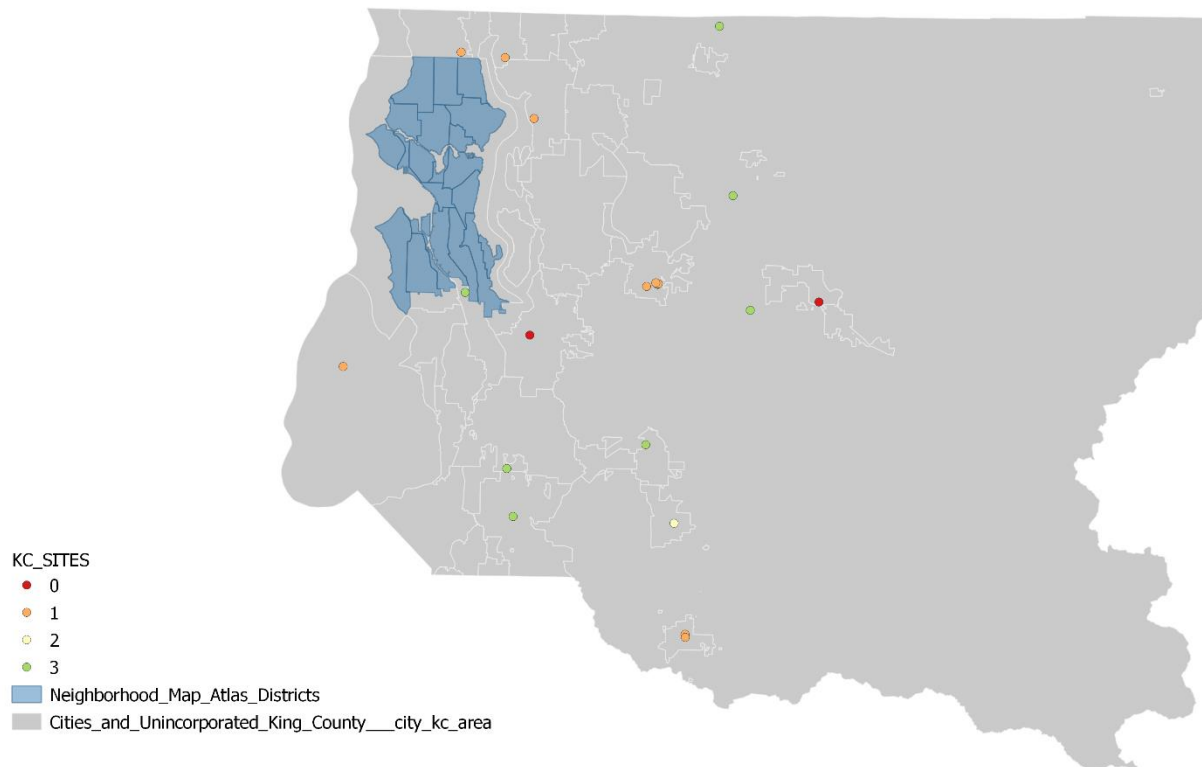 KC_SITES
0
1
2
3
Neighborhood_Map_Atlas_Districts
Cities_and_Unincorporated_King_County___city_kc_area